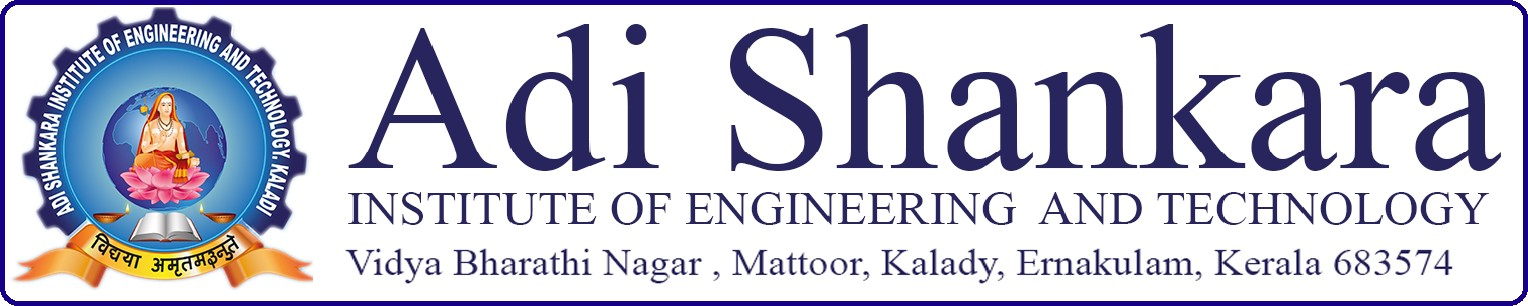 ADI SHANKARA INSTITUTE OF ENGINEERING AND TECHNOLOGY, KALADI
विद्यया अमृतमश्नुते
Adi Shankara
INSTITUTE OF ENGINEERING AND TECHNOLOGY
Vidya Bharathi Nagar , Mattoor, Kalady, Ernakulam, Kerala 683574